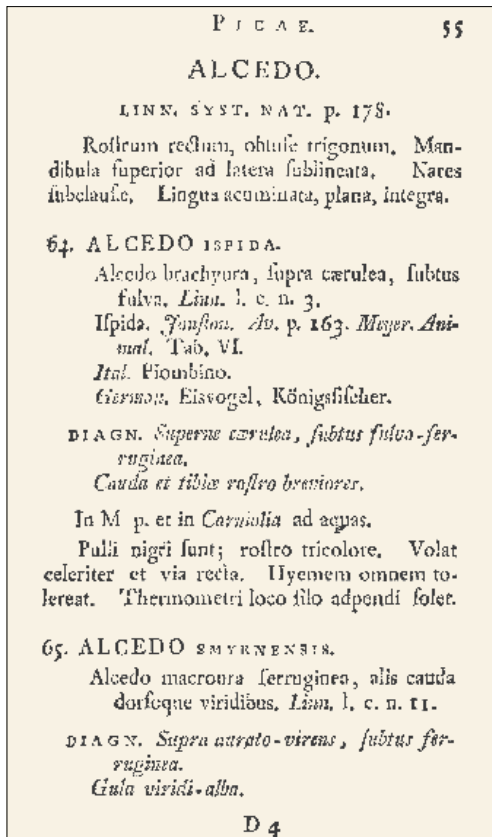 PICAE. 55
ALCEDO.
LINN. SYST. NAT. p. 178.
Roſtrum rectum, obtuſe trigonum. Man-
dibula ſuperior ad latera ſublineata. Nares
ſubclauſæ. Lingua acuminata, plana, integra.
64. ALCEDO ISPIDA.
Alcedo brachyura, ſupra cærulea, ſubtus
fulva. Linn. l. c. n. 3.
Iſpida. Jonſton. Av. p. 163. Meyer. Ani-
mal. Tab. VI.
Ital. Piombino.
German. Eisvogel, Königsfiſcher.
DIAGN. Superne cærulea, ſubtus fulvo-fer-
ruginea.
Cauda et tibiæ roſtro breviores.
In M p. et in Carniolia ad aquas.
Pulli nigri ſunt; roſtro tricolore. Volat
celeriter et via recta. Hyemem omnem to-
lereat. Thermometri loco filo adpendi ſolet.
65. ALCEDO SMYRNENSIS.
Alcedo macroura ferruginea, alis cauda
dorſoque viridibus. Linn. l. c. n. 11.
DIAGN. Supra aurato-virens, ſubtus fer-
ruginea.
Gula viridi-alba.
D 4